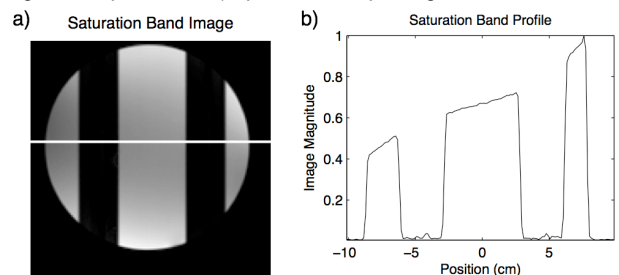 a)
Saturation Band Image
b)
Saturation Band Profile
Image Magnitude
1
0.8
0.6
0.4
0.2
−10
−5
0
5
Position (cm)